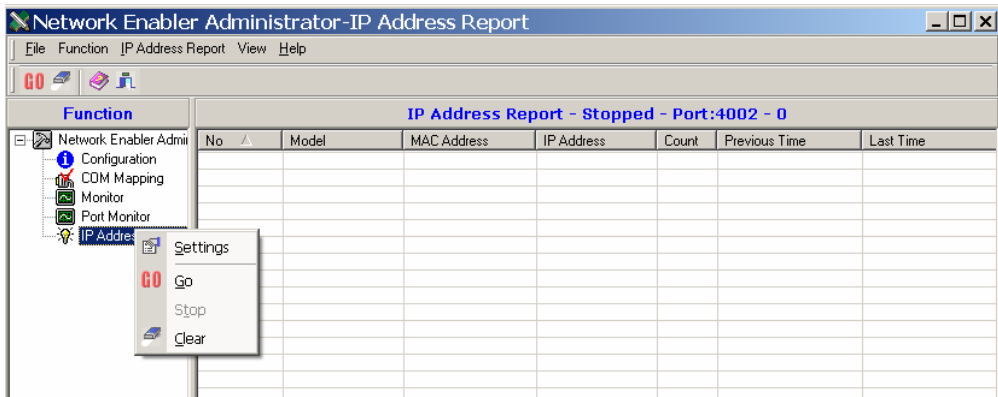 Network Enabler Administrator-IP Address Report
File Function IP Address Report View Help
GO
Function
IP Address Report - Stopped - Port:4002 - 0
No Model MAC Address IP Address Count Previous Time Last Time
Network Enabler Admi
Configuration
COM Mapping
Monitor
Port Monitor
IP Addres
Settings
GO Go
Stop
Clear